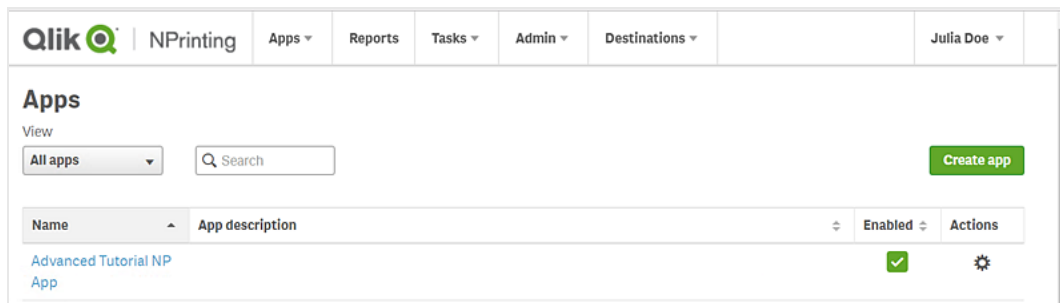 Qlik NPrinting Apps Reports Tasks Admin Destinations Julia Doe
Apps
View
All apps Search Create app
Name App description Enabled Actions
Advanced Tutorial NP
App